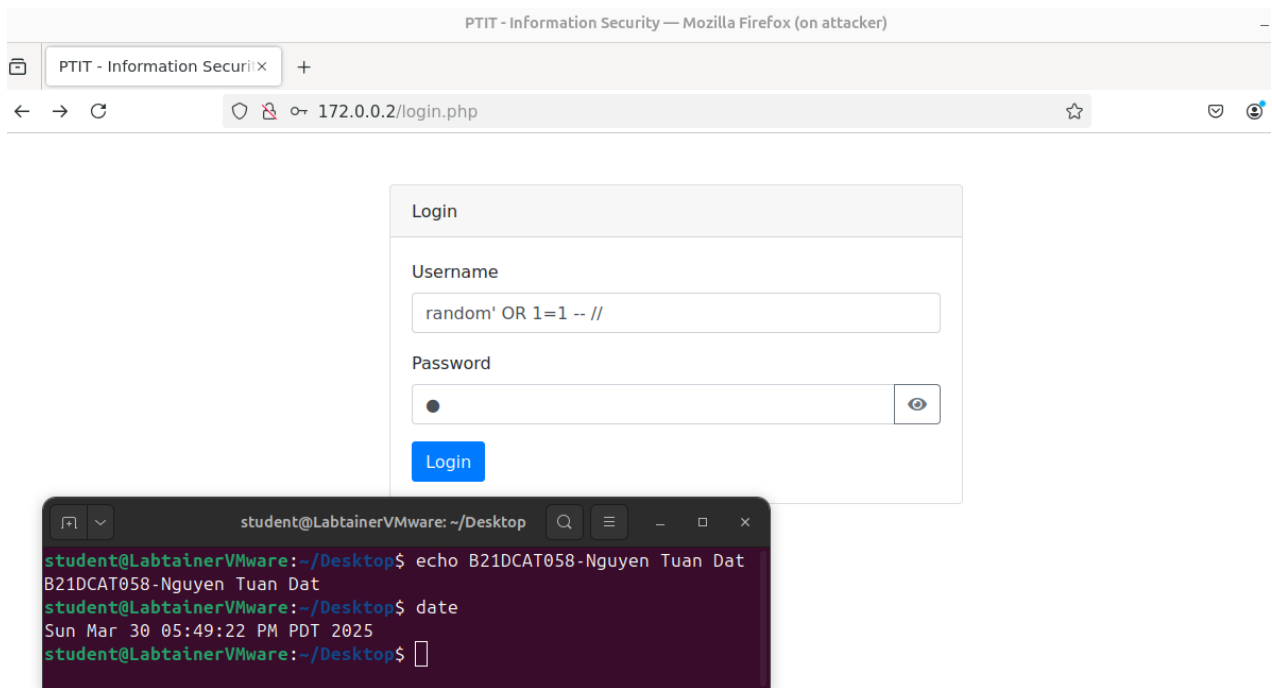 PTIT - Information Security — Mozilla Firefox (on attacker)
PTIT - Information Securit
172.0.0.2/login.php
Login
Username
random' OR 1=1 -- //
Password
Login
student@LabtainerVMware: ~/Desktop
student@LabtainerVMware:~/Desktop$ echo B21DCAT058-Nguyen Tuan Dat
B21DCAT058-Nguyen Tuan Dat
student@LabtainerVMware:~/Desktop$ date
Sun Mar 30 05:49:22 PM PDT 2025
student@LabtainerVMware:~/Desktop$